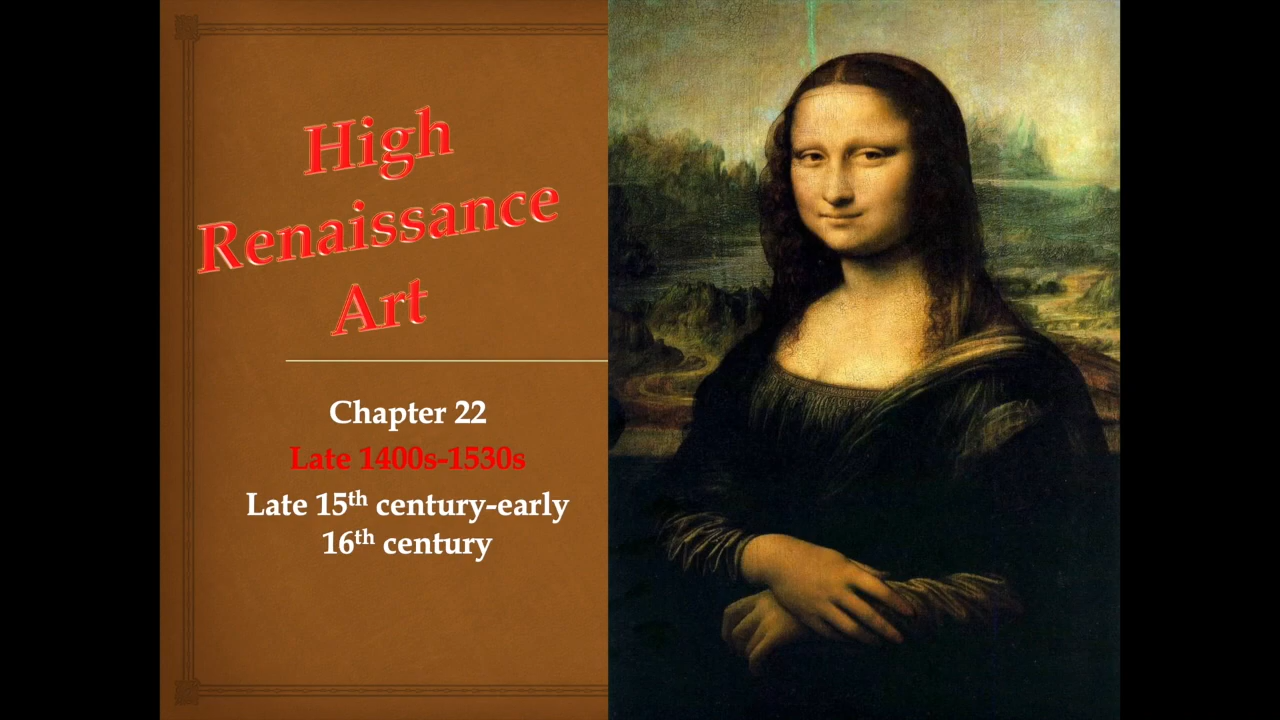 High
Renaissance
Art
Chapter 22
Late 1400s-1530s
Late 15th century-early
16th century